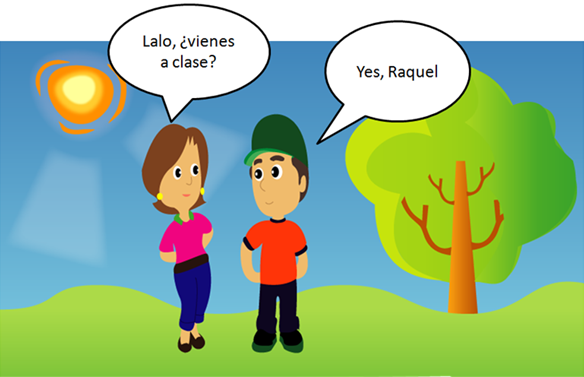 Lalo, ¿vienes
a clase?
Yes, Raquel